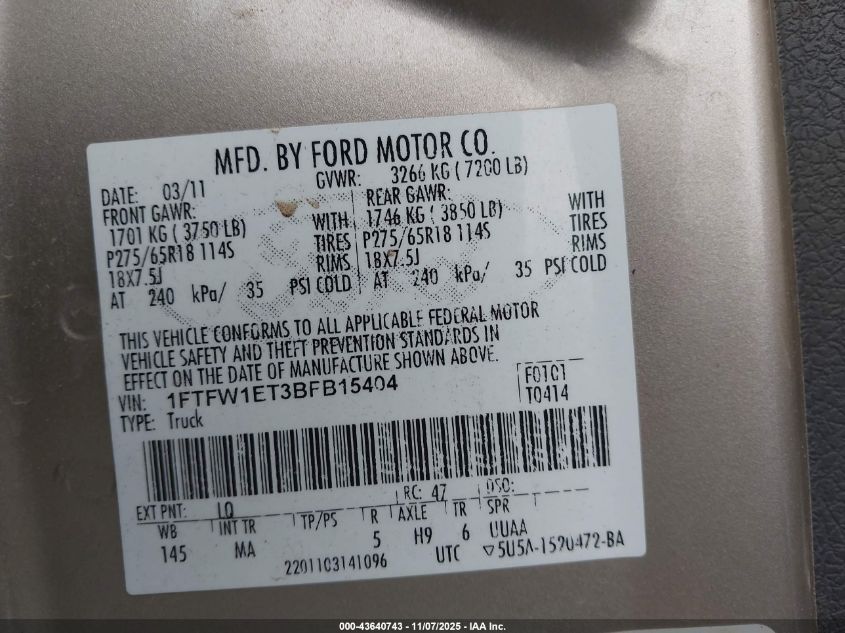 MFD. BY FORD MOTOR CO.
DATE: 03/11 GVWR: 3266 KG ( 7200 LB)
FRONT GAWR: REAR GAWR:
1701 KG ( 3750 LB) WITH 1746 KG ( 3850 LB) WITH
P275/65R18 114S TIRES P275/65R18 114S TIRES
18X7.5J RIMS 18X7.5J RIMS
AT 240 kPa/ 35 PSI COLD AT 240 kPa/ 35 PSI COLD
THIS VEHICLE CONFORMS TO ALL APPLICABLE FEDERAL MOTOR
VEHICLE SAFETY AND THEFT PREVENTION STANDARDS IN
EFFECT ON THE DATE OF MANUFACTURE SHOWN ABOVE.
VIN: 1FTFW1ET3BFB15404 F0101
TYPE: Truck T0414
EXT PNT: LQ RC: 47 DSO:
WB INT TR TP/PS R AXLE TR SPR
145 MA 5 H9 6 UUAA
2201103141096 UTC ▽5U5A-1520472-BA
000-43640743 - 11/07/2025 - IAA Inc.